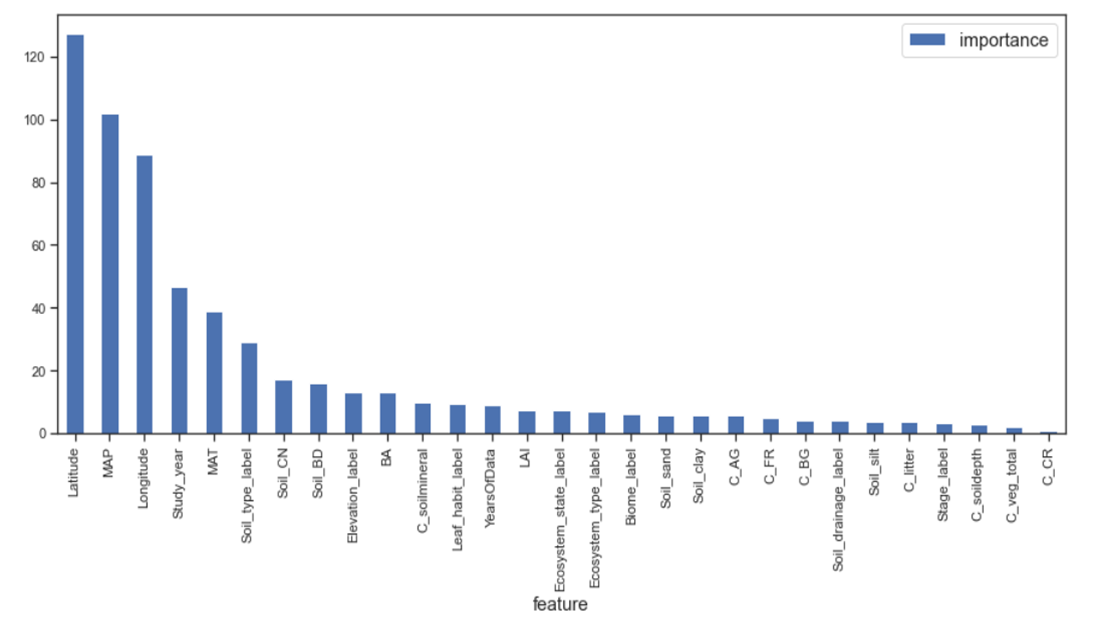 importance
120
100
80
60
40
20
0
Latitude
MAP
Longitude
Study_year
MAT
Soil_type_label
Soil_CN
Soil_BD
Elevation_label
BA
C_soilmineral
Leaf_habit_label
YearsOfData
LAI
Ecosystem_state_label
Ecosystem_type_label
Biome_label
Soil_sand
Soil_clay
C_AG
C_FR
C_BG
Soil_drainage_label
Soil_silt
C_litter
Stage_label
C_soildepth
C_veg_total
C_CR
feature